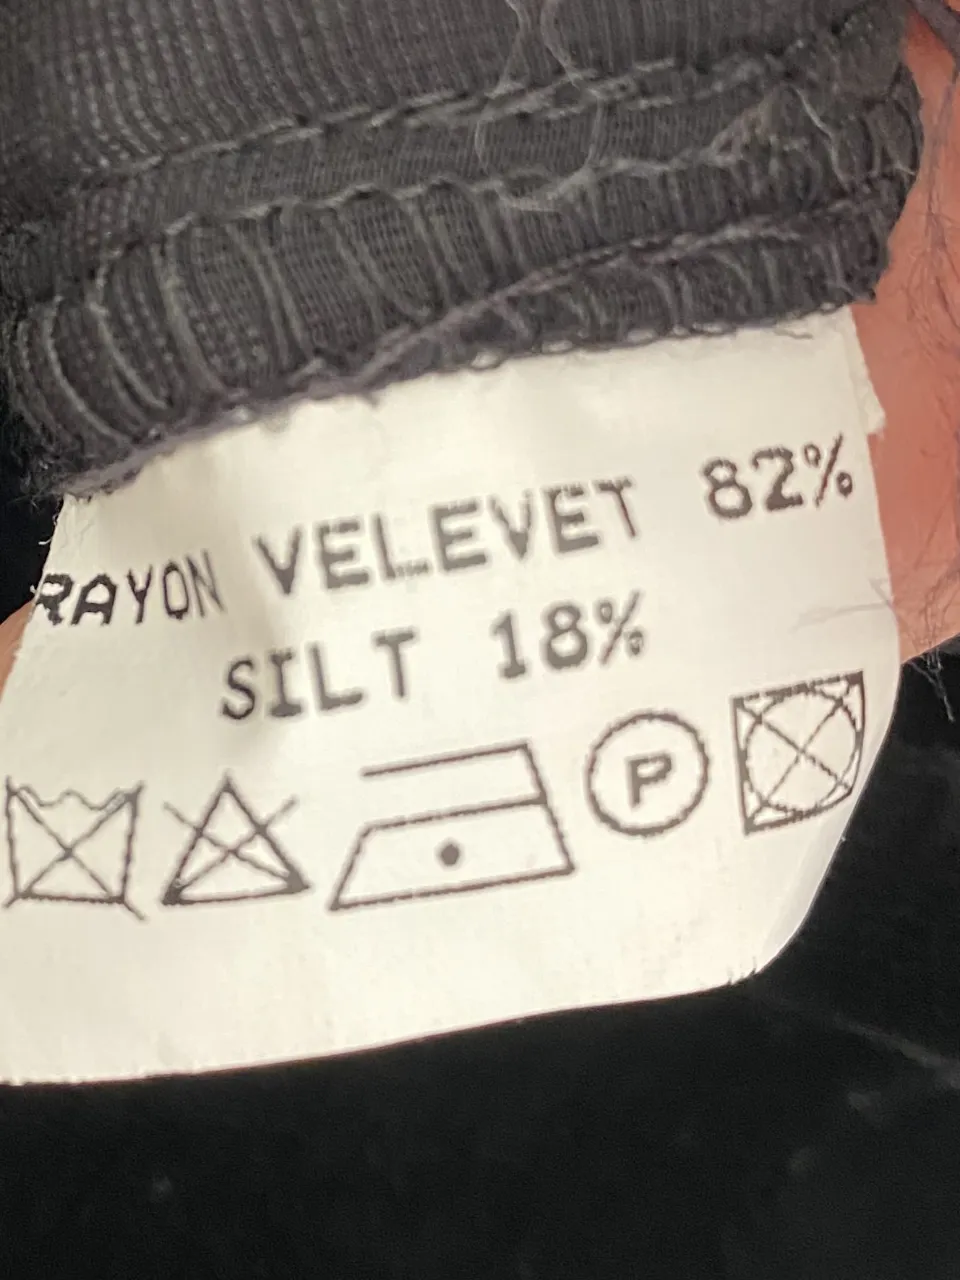 RAYON VELEVET 82%
SILT 18%
P